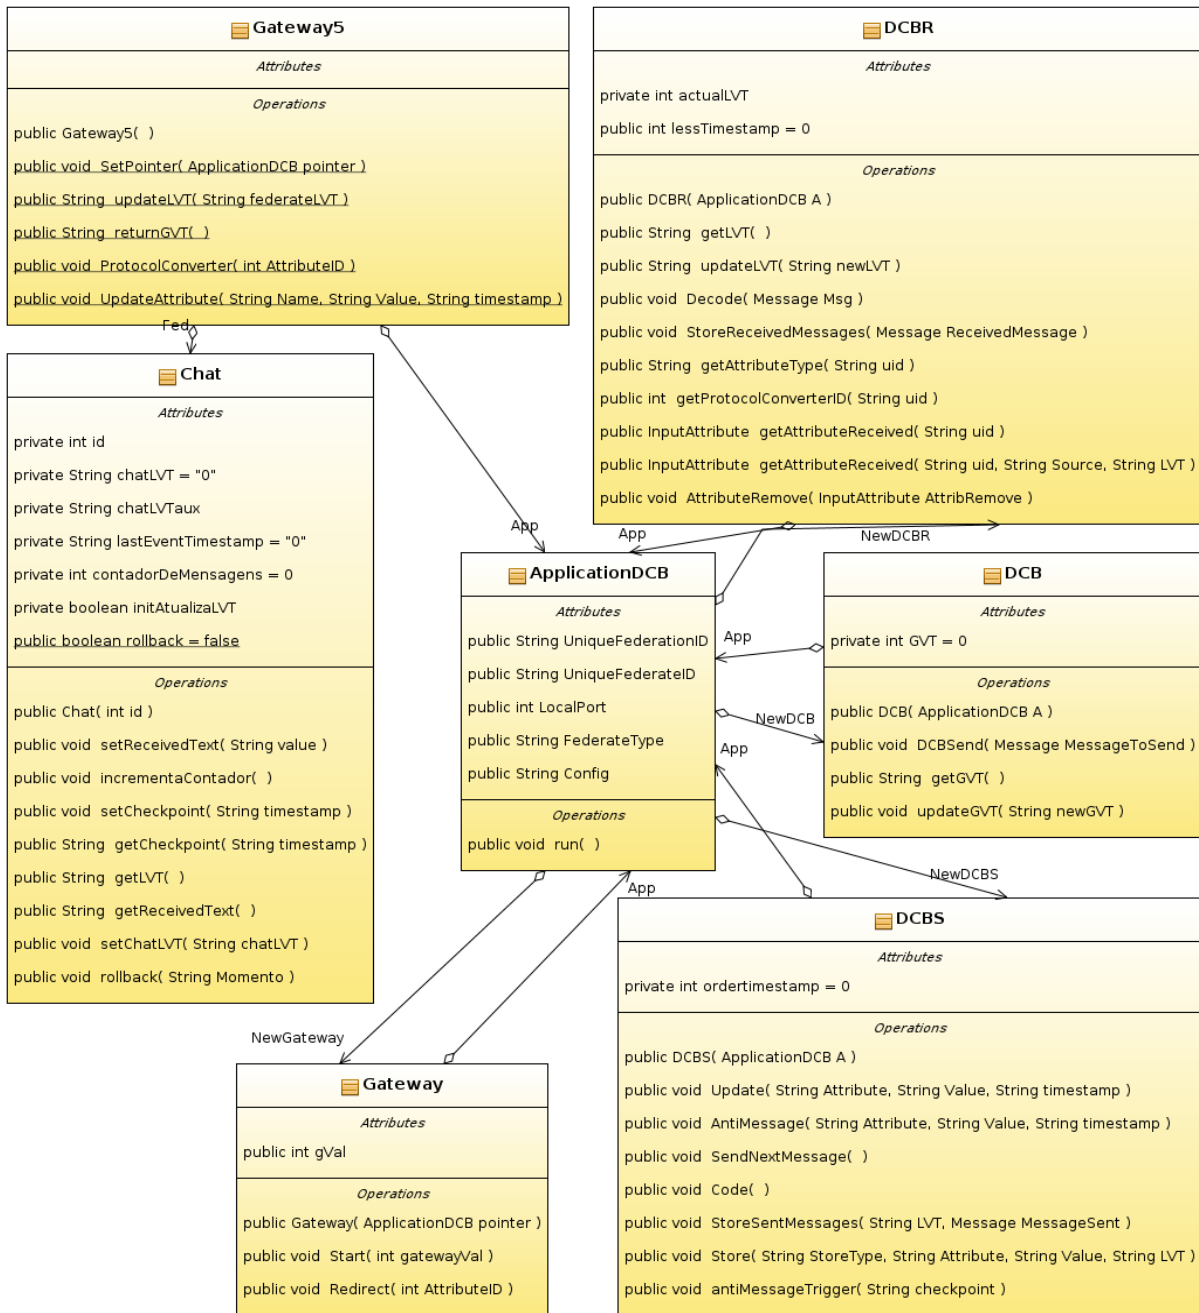 Gateway5
Attributes
Operations
public Gateway5( )
public void SetPointer( ApplicationDCB pointer )
public String updateLVT( String federateLVT )
public String returnGVT( )
public void ProtocolConverter( int AttributeID )
public void UpdateAttribute( String Name, String Value, String timestamp )
DCBR
Attributes
private int actualLVT
public int lessTimestamp = 0
Operations
public DCBR( ApplicationDCB A )
public String getLVT( )
public String updateLVT( String newLVT )
public void Decode( Message Msg )
public void StoreReceivedMessages( Message ReceivedMessage )
public String getAttributeType( String uid )
public int getProtocolConverterID( String uid )
public InputAttribute getAttributeReceived( String uid )
public InputAttribute getAttributeReceived( String uid, String Source, String LVT )
public void AttributeRemove( InputAttribute AttribRemove )
Fed
Chat
Attributes
private int id
private String chatLVT = "0"
private String chatLVTaux
private String lastEventTimestamp = "0"
private int contadorDeMensagens = 0
private boolean initAtualizaLVT
public boolean rollback = false
Operations
public Chat( int id )
public void setReceivedText( String value )
public void incrementaContador( )
public void setCheckpoint( String timestamp )
public String getCheckpoint( String timestamp )
public String getLVT( )
public String getReceivedText( )
public void setChatLVT( String chatLVT )
public void rollback( String Momento )
App
App
NewDCBR
ApplicationDCB
Attributes
public String UniqueFederationID
public String UniqueFederateID
public int LocalPort
public String FederateType
public String Config
Operations
public void run( )
App
NewDCB
App
DCB
Attributes
private int GVT = 0
Operations
public DCB( ApplicationDCB A )
public void DCBSend( Message MessageToSend )
public String getGVT( )
public void updateGVT( String newGVT )
NewDCBS
App
NewGateway
Gateway
Attributes
public int gVal
Operations
public Gateway( ApplicationDCB pointer )
public void Start( int gatewayVal )
public void Redirect( int AttributeID )
DCBS
Attributes
private int ordertimestamp = 0
Operations
public DCBS( ApplicationDCB A )
public void Update( String Attribute, String Value, String timestamp )
public void AntiMessage( String Attribute, String Value, String timestamp )
public void SendNextMessage( )
public void Code( )
public void StoreSentMessages( String LVT, Message MessageSent )
public void Store( String StoreType, String Attribute, String Value, String LVT )
public void antiMessageTrigger( String checkpoint )